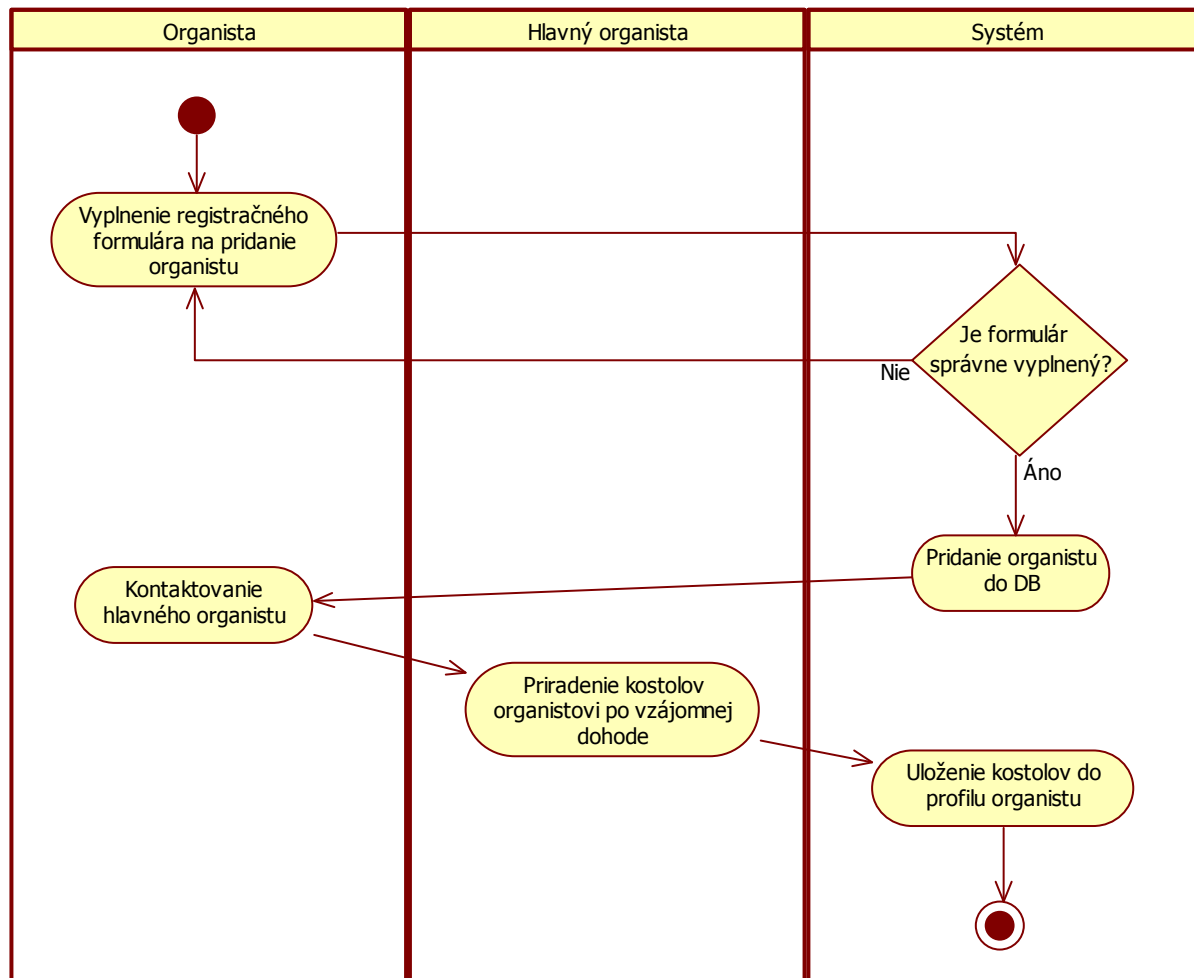 Organista
Hlavný organista
Systém
Vyplnenie registračného
formulára na pridanie
organistu
Je formulár
správne vyplnený?
Nie
Áno
Pridanie organistu
do DB
Kontaktovanie
hlavného organistu
Priradenie kostolov
organistovi po vzájomnej
dohode
Uloženie kostolov do
profilu organistu